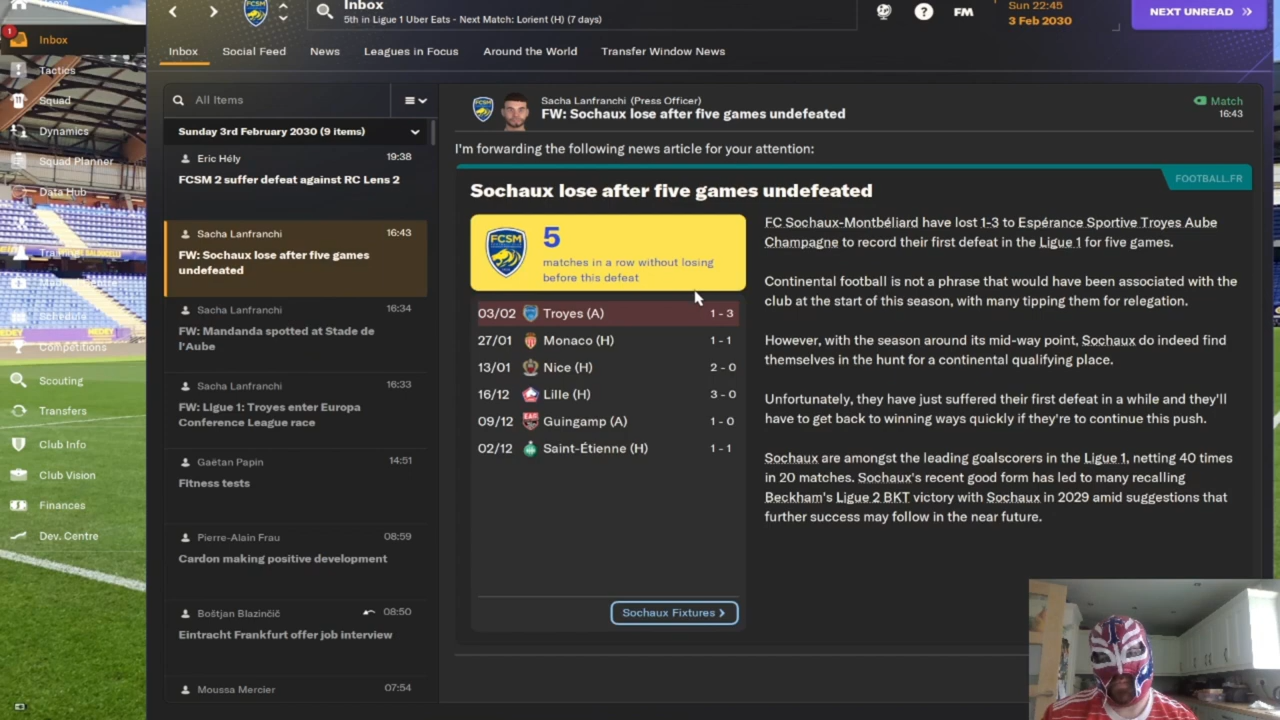 Home
Inbox
5th in Ligue 1 Uber Eats - Next Match: Lorient (H) (7 days)
FM
Sun 22:45
3 Feb 2030
NEXT UNREAD
1
Inbox
Tactics
Squad
Dynamics
Squad Planner
Data Hub
Competitions
Scouting
Transfers
Club Info
Club Vision
Finances
Dev. Centre
Inbox
Social Feed
News
Leagues in Focus
Around the World
Transfer Window News
All Items
Sunday 3rd February 2030 (9 items)
Eric Hély
19:38
FCSM 2 suffer defeat against RC Lens 2
Sacha Lanfranchi
16:43
FW: Sochaux lose after five games
undefeated
Sacha Lanfranchi
16:34
FW: Mandanda spotted at Stade de
l'Aube
Sacha Lanfranchi
16:33
FW: Ligue 1: Troyes enter Europa
Conference League race
Gaëtan Papin
14:51
Fitness tests
Pierre-Alain Frau
08:59
Cardon making positive development
Boštjan Blazinčič
08:50
Eintracht Frankfurt offer job interview
Moussa Mercier
07:54
Sacha Lanfranchi (Press Officer)
FW: Sochaux lose after five games undefeated
Match
16:43
I'm forwarding the following news article for your attention:
FOOTBALL.FR
Sochaux lose after five games undefeated
FCSM
5
matches in a row without losing
before this defeat
03/02 Troyes (A) 1 - 3
27/01 Monaco (H) 1 - 1
13/01 Nice (H) 2 - 0
16/12 Lille (H) 3 - 0
09/12 Guingamp (A) 1 - 0
02/12 Saint-Étienne (H) 1 - 1
Sochaux Fixtures
FC Sochaux-Montbéliard have lost 1-3 to Espérance Sportive Troyes Aube
Champagne to record their first defeat in the Ligue 1 for five games.
Continental football is not a phrase that would have been associated with the
club at the start of this season, with many tipping them for relegation.
However, with the season around its mid-way point, Sochaux do indeed find
themselves in the hunt for a continental qualifying place.
Unfortunately, they have just suffered their first defeat in a while and they'll
have to get back to winning ways quickly if they're to continue this push.
Sochaux are amongst the leading goalscorers in the Ligue 1, netting 40 times
in 20 matches. Sochaux's recent good form has led to many recalling
Beckham's Ligue 2 BKT victory with Sochaux in 2029 amid suggestions that
further success may follow in the near future.